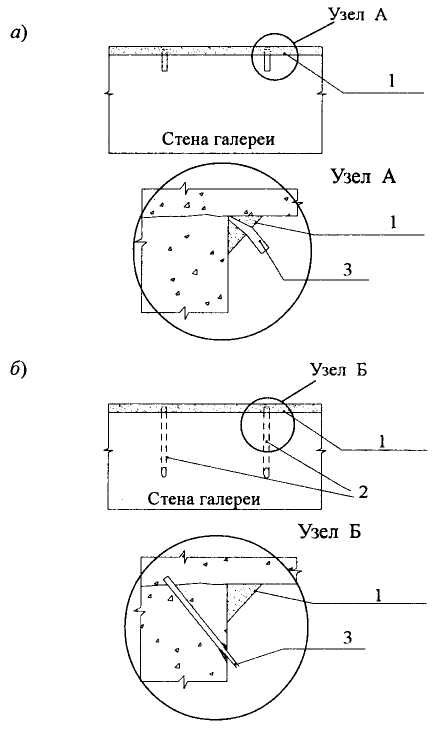 Узел А
а)
1
Стена галереи
Узел А
1
3
Узел Б
б)
1
2
Стена галереи
Узел Б
1
3